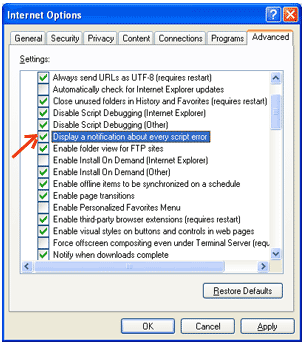 Internet Options
General Security Privacy Content Connections Programs Advanced
Settings:
Always send URLs as UTF-8 (requires restart)
Automatically check for Internet Explorer updates
Close unused folders in History and Favorites (requires restart)
Disable Script Debugging (Internet Explorer)
Disable Script Debugging (Other)
Display a notification about every script error
Enable folder view for FTP sites
Enable Install On Demand (Internet Explorer)
Enable Install On Demand (Other)
Enable offline items to be synchronized on a schedule
Enable page transitions
Enable Personalized Favorites Menu
Enable third-party browser extensions (requires restart)
Enable visual styles on buttons and controls in web pages
Force offscreen compositing even under Terminal Server (requ
Notify when downloads complete
Restore Defaults
OK Cancel Apply